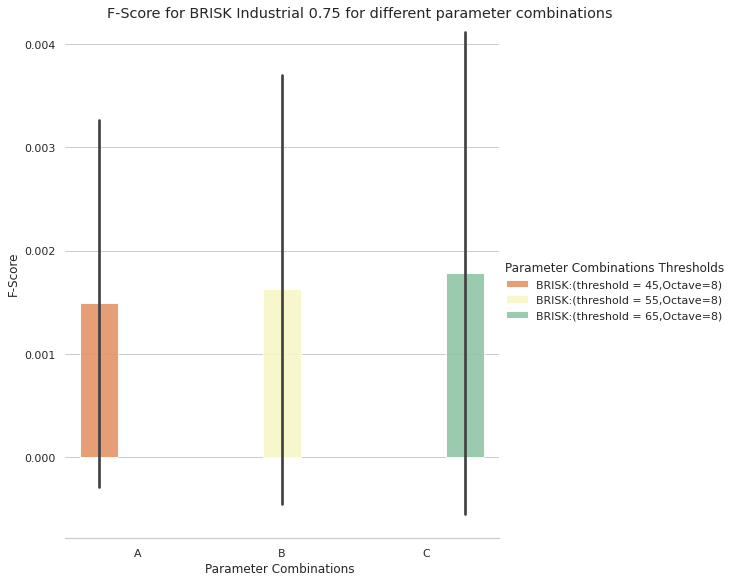 F-Score for BRISK Industrial 0.75 for different parameter combinations
0.004
0.003
0.002
0.001
0.000
F-Score
A B C
Parameter Combinations
Parameter Combinations Thresholds
BRISK:(threshold = 45,Octave=8)
BRISK:(threshold = 55,Octave=8)
BRISK:(threshold = 65,Octave=8)